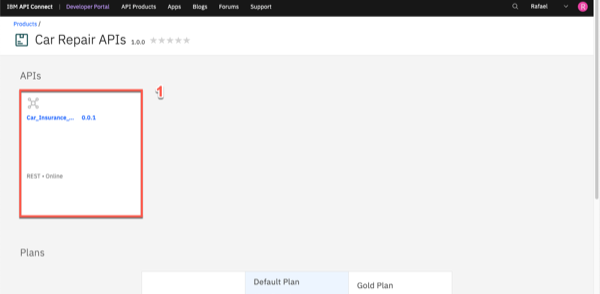 IBM API Connect | Developer Portal API Products Apps Blogs Forums Support Rafael R
Products /
Car Repair APIs 1.0.0
APIs
1
Car_Insurance_... 0.0.1
REST • Online
Plans
Default Plan Gold Plan